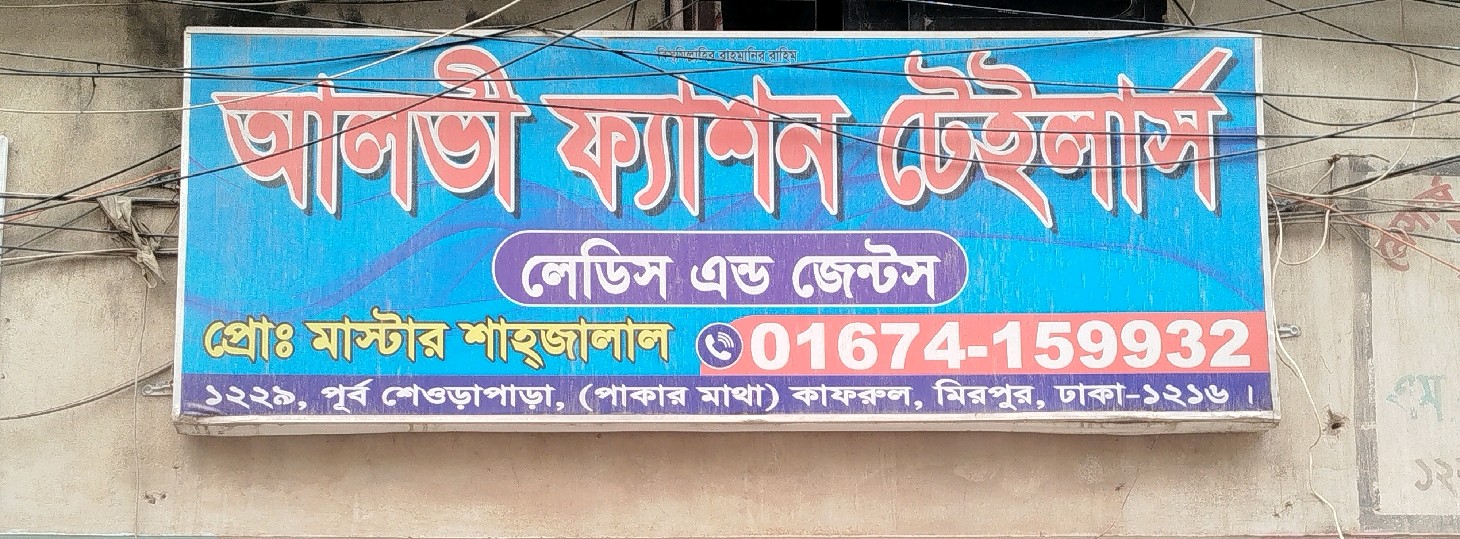 বিসমিল্লাহির রাহমানির রাহিম
আলভী ফ্যাশন টেইলার্স
লেডিস এন্ড জেন্টস
প্রোঃ মাস্টার শাহ্জালাল 01674-159932
১২২৯, পূর্ব শেওড়াপাড়া, (পাকার মাথা) কাফরুল, মিরপুর, ঢাকা-১২১৬ ।